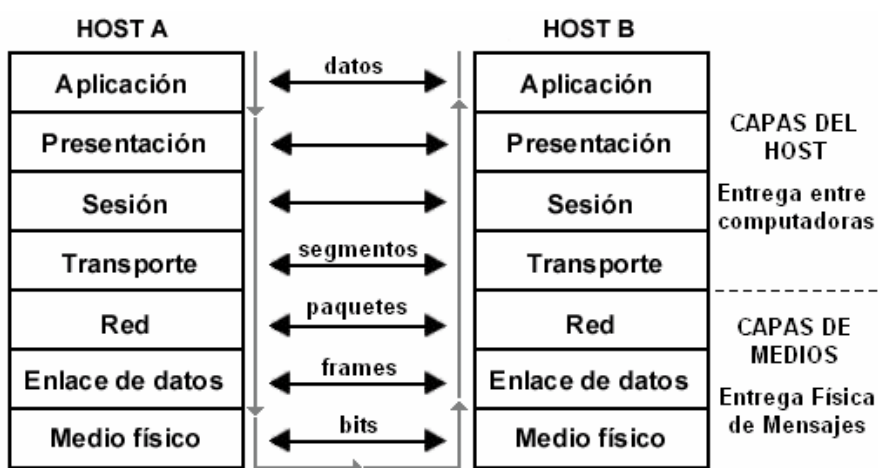 HOST A
HOST B
Aplicación
datos
Aplicación
Presentación
Presentación
CAPAS DEL
HOST
Sesión
Sesión
Entrega entre
computadoras
Transporte
segmentos
Transporte
Red
paquetes
Red
CAPAS DE
MEDIOS
Enlace de datos
frames
Enlace de datos
Entrega Física
de Mensajes
Medio físico
bits
Medio físico